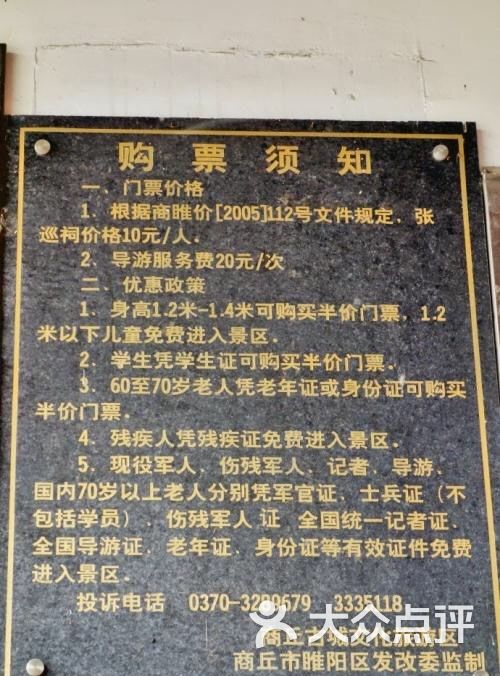 购票须知
一、门票价格
1、根据商睢价[2005]112号文件规定，张
巡祠价格10元/人。
2、导游服务费20元/次
二、优惠政策
1、身高1.2米-1.4米可购买半价门票，1.2
米以下儿童免费进入景区。
2、学生凭学生证可购买半价门票。
3、60至70岁老人凭老年证或身份证可购买
半价门票。
4、残疾人凭残疾证免费进入景区。
5、现役军人、伤残军人、记者、导游、
国内70岁以上老人分别凭军官证、士兵证（不
包括学员）、伤残军人 证、全国统一记者证、
全国导游证、老年证、身份证等有效证件免费
进入景区。
投诉电话 0370-3289679 3335118
商丘古城文化旅游区
商丘市睢阳区发改委监制
大众点评